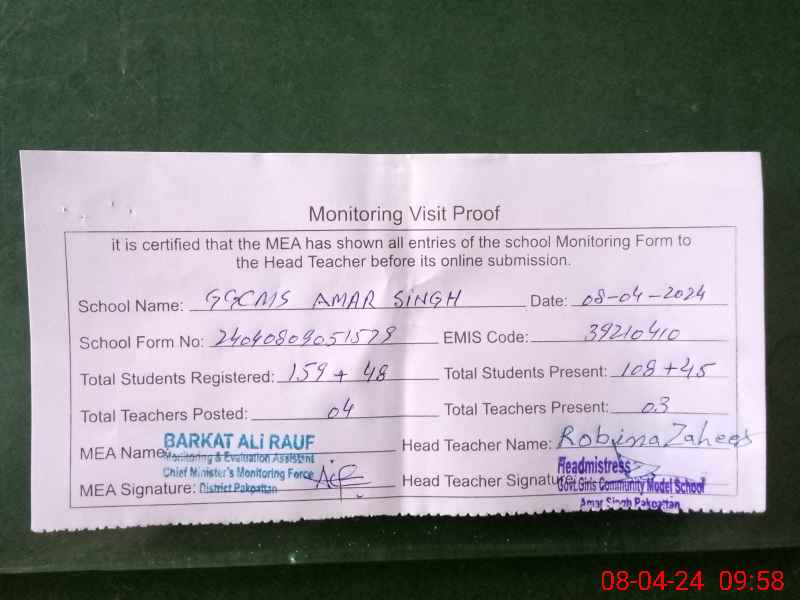 Monitoring Visit Proof
it is certified that the MEA has shown all entries of the school Monitoring Form to
the Head Teacher before its online submission.
School Name: GGCMS AMAR SINGH Date: 08-04-2024
School Form No: 24040809051579 EMIS Code: 39210410
Total Students Registered: 159 + 48 Total Students Present: 108 + 45
Total Teachers Posted: 04 Total Teachers Present: 03
MEA Name: BARKAT ALi RAUF Head Teacher Name: Robina Zaheer
Monitoring & Evaluation Assistant
Chief Minister's Monitoring Force
MEA Signature: District Pakpattan Head Teacher Signature:
Headmistress
Govt.Girls Community Model School
Amar Singh Pakpattan
08-04-24 09:58